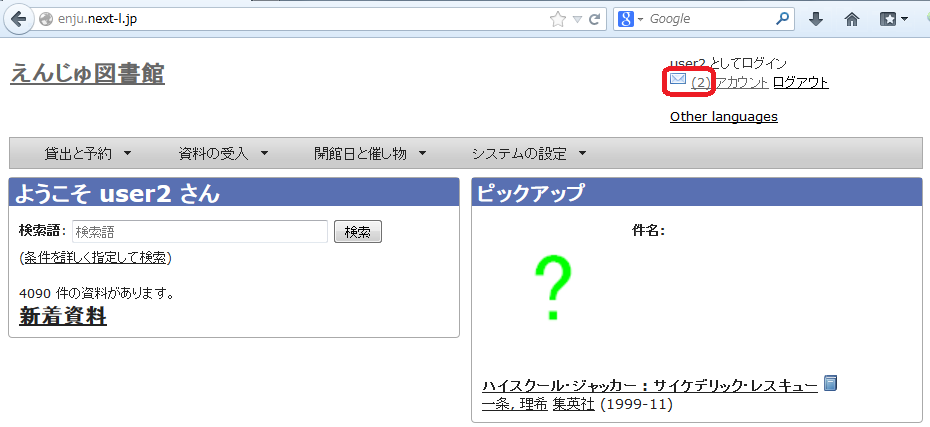 enju.next-l.jp
Google
えんじゅ図書館
user2 としてログイン
(2) アカウント ログアウト
Other languages
貸出と予約 資料の受入 開館日と催し物 システムの設定
ようこそ user2 さん
検索語: 検索語 検索
(条件を詳しく指定して検索)
4090 件の資料があります。
新着資料
ピックアップ
件名:
?
ハイスクール・ジャッカー : サイケデリック・レスキュー
一条, 理希 集英社 (1999-11)